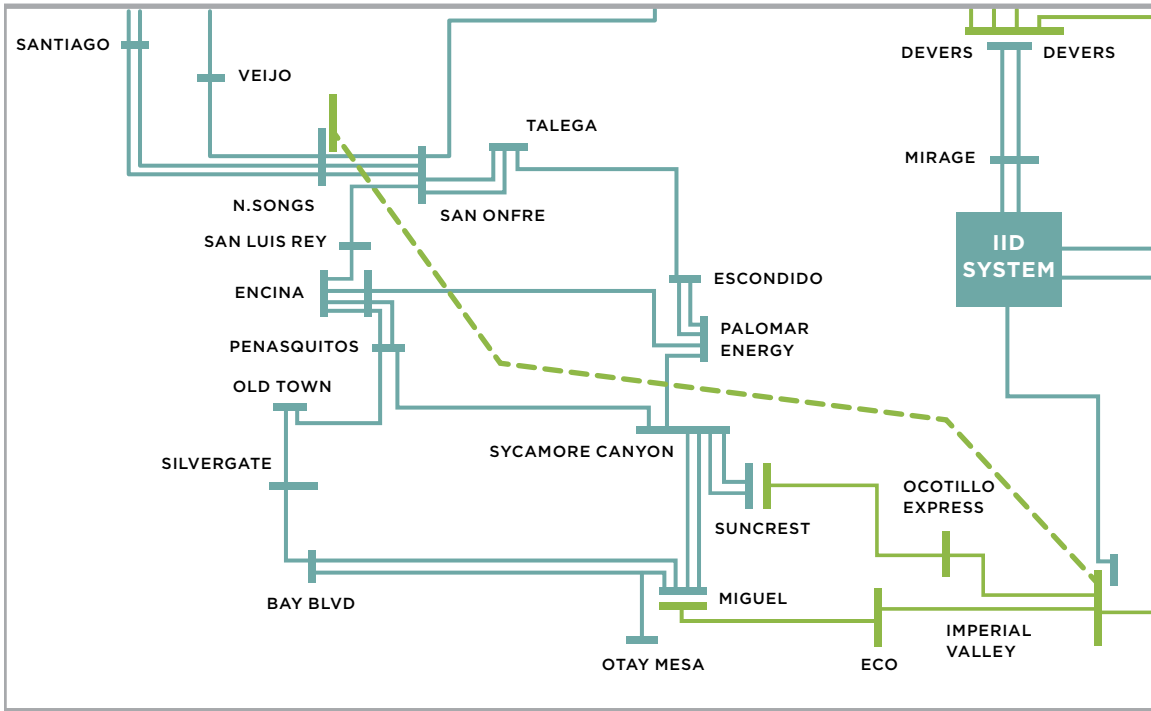 SANTIAGO
VEIJO
DEVERS
DEVERS
TALEGA
MIRAGE
N.SONGS
SAN ONFRE
SAN LUIS REY
IID
SYSTEM
ENCINA
ESCONDIDO
PALOMAR
ENERGY
PENASQUITOS
OLD TOWN
SYCAMORE CANYON
SILVERGATE
OCOTILLO
EXPRESS
SUNCREST
BAY BLVD
MIGUEL
IMPERIAL
VALLEY
OTAY MESA
ECO